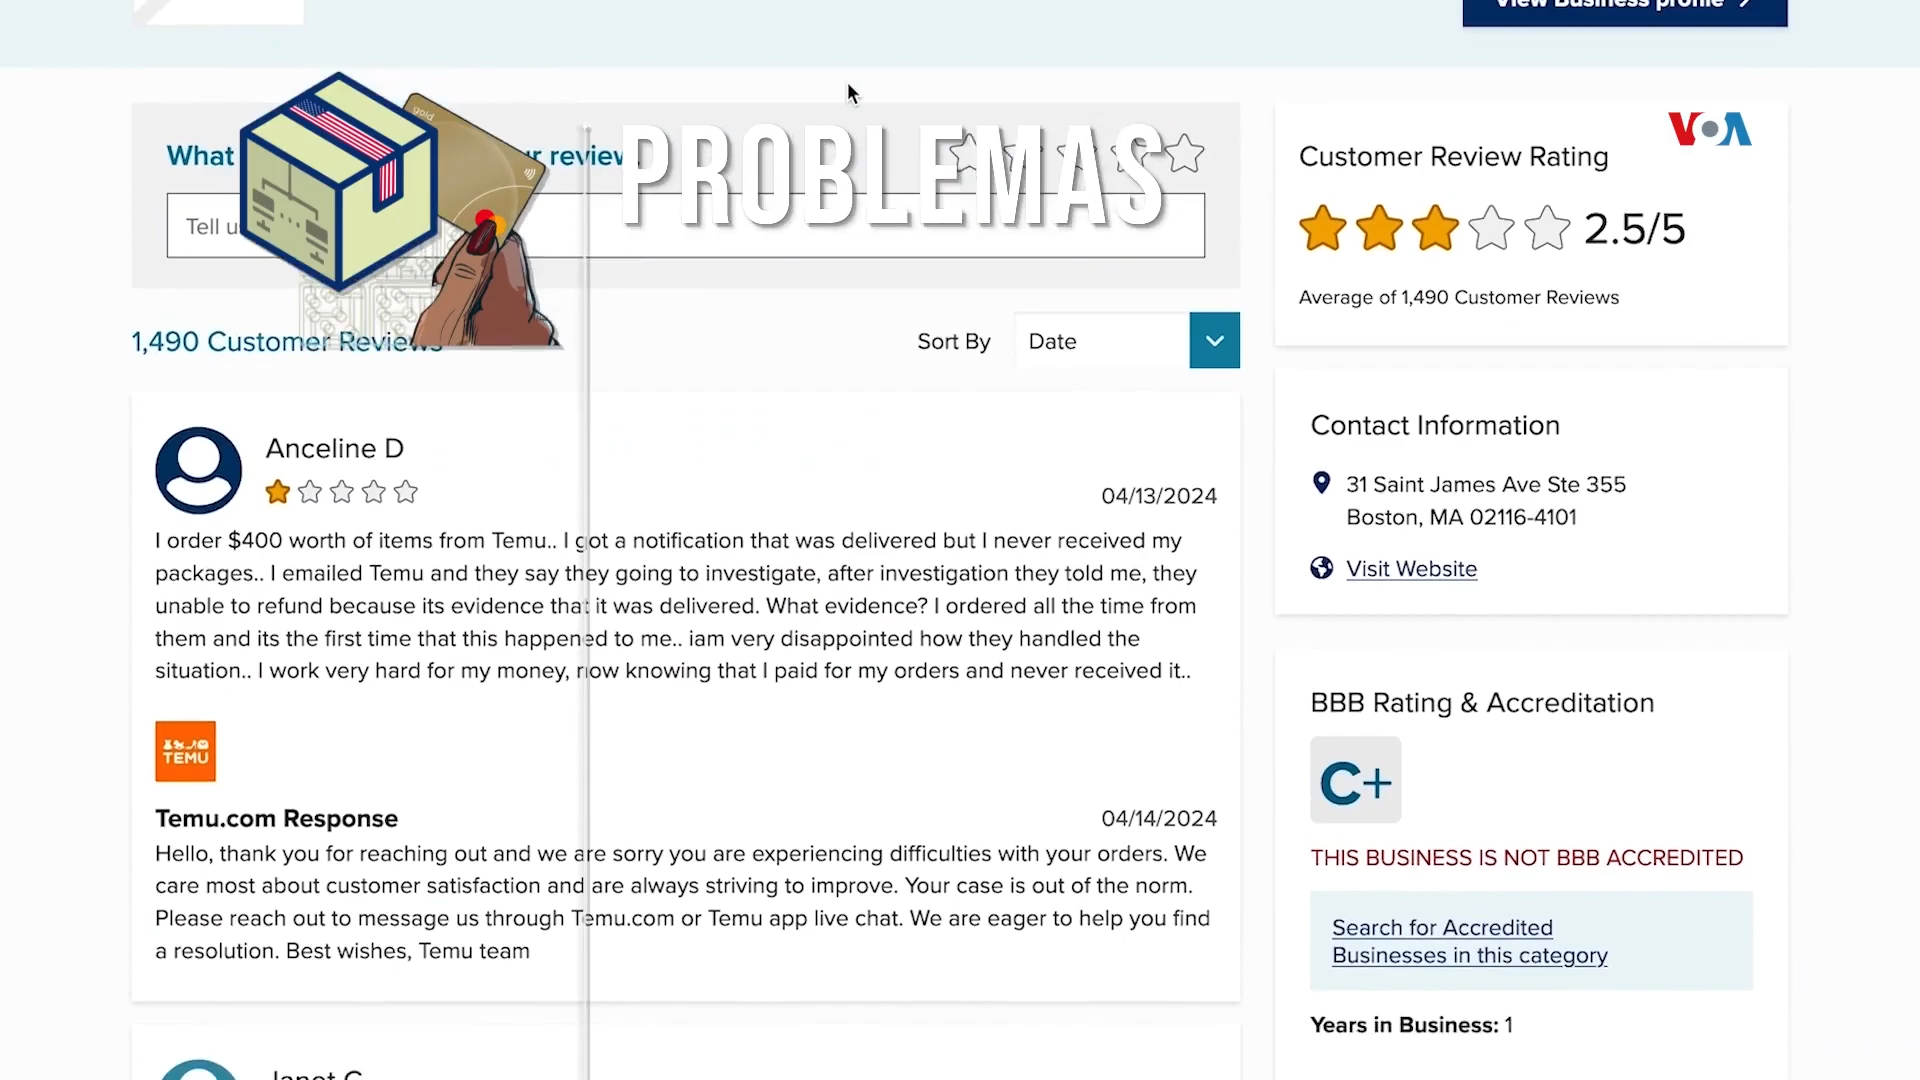 View Business profile
gold
What
r review
PROBLEMAS
Tell u
VOA
Customer Review Rating
2.5/5
Average of 1,490 Customer Reviews
1,490 Customer Reviews
Sort By
Date
Anceline D
04/13/2024
I order $400 worth of items from Temu.. I got a notification that was delivered but I never received my
packages.. I emailed Temu and they say they going to investigate, after investigation they told me, they
unable to refund because its evidence that it was delivered. What evidence? I ordered all the time from
them and its the first time that this happened to me.. iam very disappointed how they handled the
situation.. I work very hard for my money, now knowing that I paid for my orders and never received it..
TEMU
Temu.com Response
04/14/2024
Hello, thank you for reaching out and we are sorry you are experiencing difficulties with your orders. We
care most about customer satisfaction and are always striving to improve. Your case is out of the norm.
Please reach out to message us through Temu.com or Temu app live chat. We are eager to help you find
a resolution. Best wishes, Temu team
Contact Information
31 Saint James Ave Ste 355
Boston, MA 02116-4101
Visit Website
BBB Rating & Accreditation
C+
THIS BUSINESS IS NOT BBB ACCREDITED
Search for Accredited
Businesses in this category
Years in Business: 1